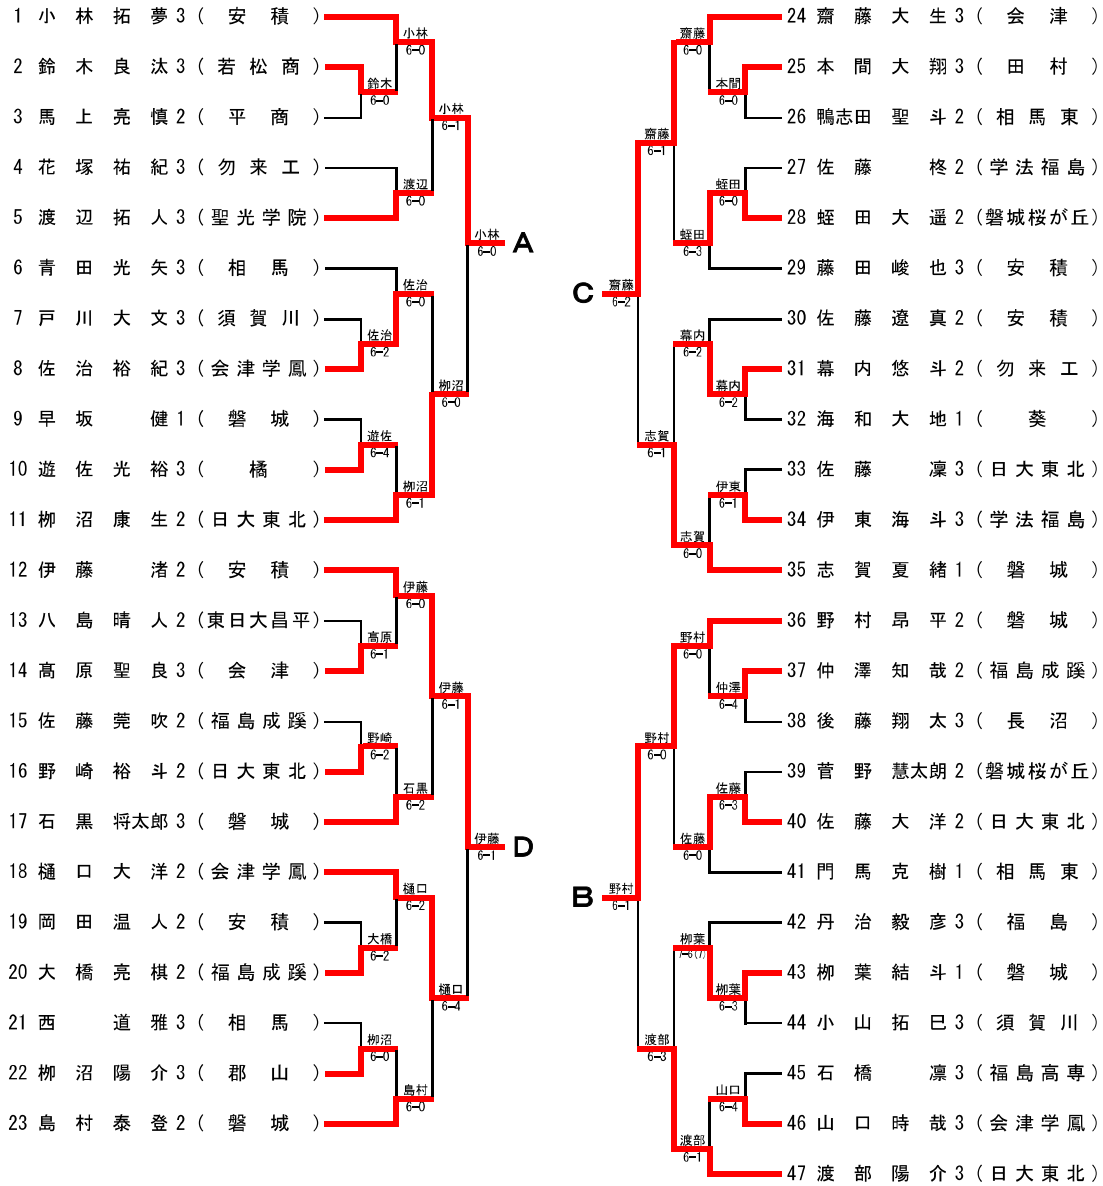 1 小林拓夢 3 (安積)
2 鈴木良汰 3 (若松商)
3 馬上亮慎 2 (平商)
4 花塚祐紀 3 (勿来工)
5 渡辺拓人 3 (聖光学院)
6 青田光矢 3 (相馬)
7 戸川大文 3 (須賀川)
8 佐治裕紀 3 (会津学鳳)
9 早坂健 1 (磐城)
10 遊佐光裕 3 (橘)
11 栁沼康生 2 (日大東北)
12 伊藤渚 2 (安積)
13 八島晴人 2 (東日大昌平)
14 髙原聖良 3 (会津)
15 佐藤莞吹 2 (福島成蹊)
16 野崎裕斗 2 (日大東北)
17 石黒将太郎 3 (磐城)
18 樋口大洋 2 (会津学鳳)
19 岡田温人 2 (安積)
20 大橋亮棋 2 (福島成蹊)
21 西道雅 3 (相馬)
22 栁沼陽介 3 (郡山)
23 島村泰登 2 (磐城)
小林
6-0
鈴木
6-0
小林
6-1
渡辺
6-0
小林
6-0
A
佐治
6-0
佐治
6-2
栁沼
6-0
遊佐
6-4
栁沼
6-1
伊藤
6-0
髙原
6-1
伊藤
6-1
野崎
6-2
石黒
6-2
伊藤
6-1
D
樋口
6-2
大橋
6-2
樋口
6-4
栁沼
6-0
島村
6-0
24 齋藤大生 3 (会津)
25 本間大翔 3 (田村)
26 鴨志田聖斗 2 (相馬東)
27 佐藤柊 2 (学法福島)
28 蛭田大遥 2 (磐城桜が丘)
29 藤田峻也 3 (安積)
30 佐藤遼真 2 (安積)
31 幕内悠斗 2 (勿来工)
32 海和大地 1 (葵)
33 佐藤凜 3 (日大東北)
34 伊東海斗 3 (学法福島)
35 志賀夏緒 1 (磐城)
36 野村昂平 2 (磐城)
37 仲澤知哉 2 (福島成蹊)
38 後藤翔太 3 (長沼)
39 菅野慧太朗 2 (磐城桜が丘)
40 佐藤大洋 2 (日大東北)
41 門馬克樹 1 (相馬東)
42 丹治毅彦 3 (福島)
43 栁葉結斗 1 (磐城)
44 小山拓巳 3 (須賀川)
45 石橋凛 3 (福島高専)
46 山口時哉 3 (会津学鳳)
47 渡部陽介 3 (日大東北)
齋藤
6-0
本間
6-0
齋藤
6-1
蛭田
6-0
蛭田
6-3
C
齋藤
6-2
幕内
6-2
幕内
6-2
志賀
6-1
伊東
6-1
志賀
6-0
野村
6-0
仲澤
6-4
野村
6-0
佐藤
6-3
佐藤
6-0
B
野村
6-1
栁葉
7-6(7)
栁葉
6-3
渡部
6-3
山口
6-4
渡部
6-1